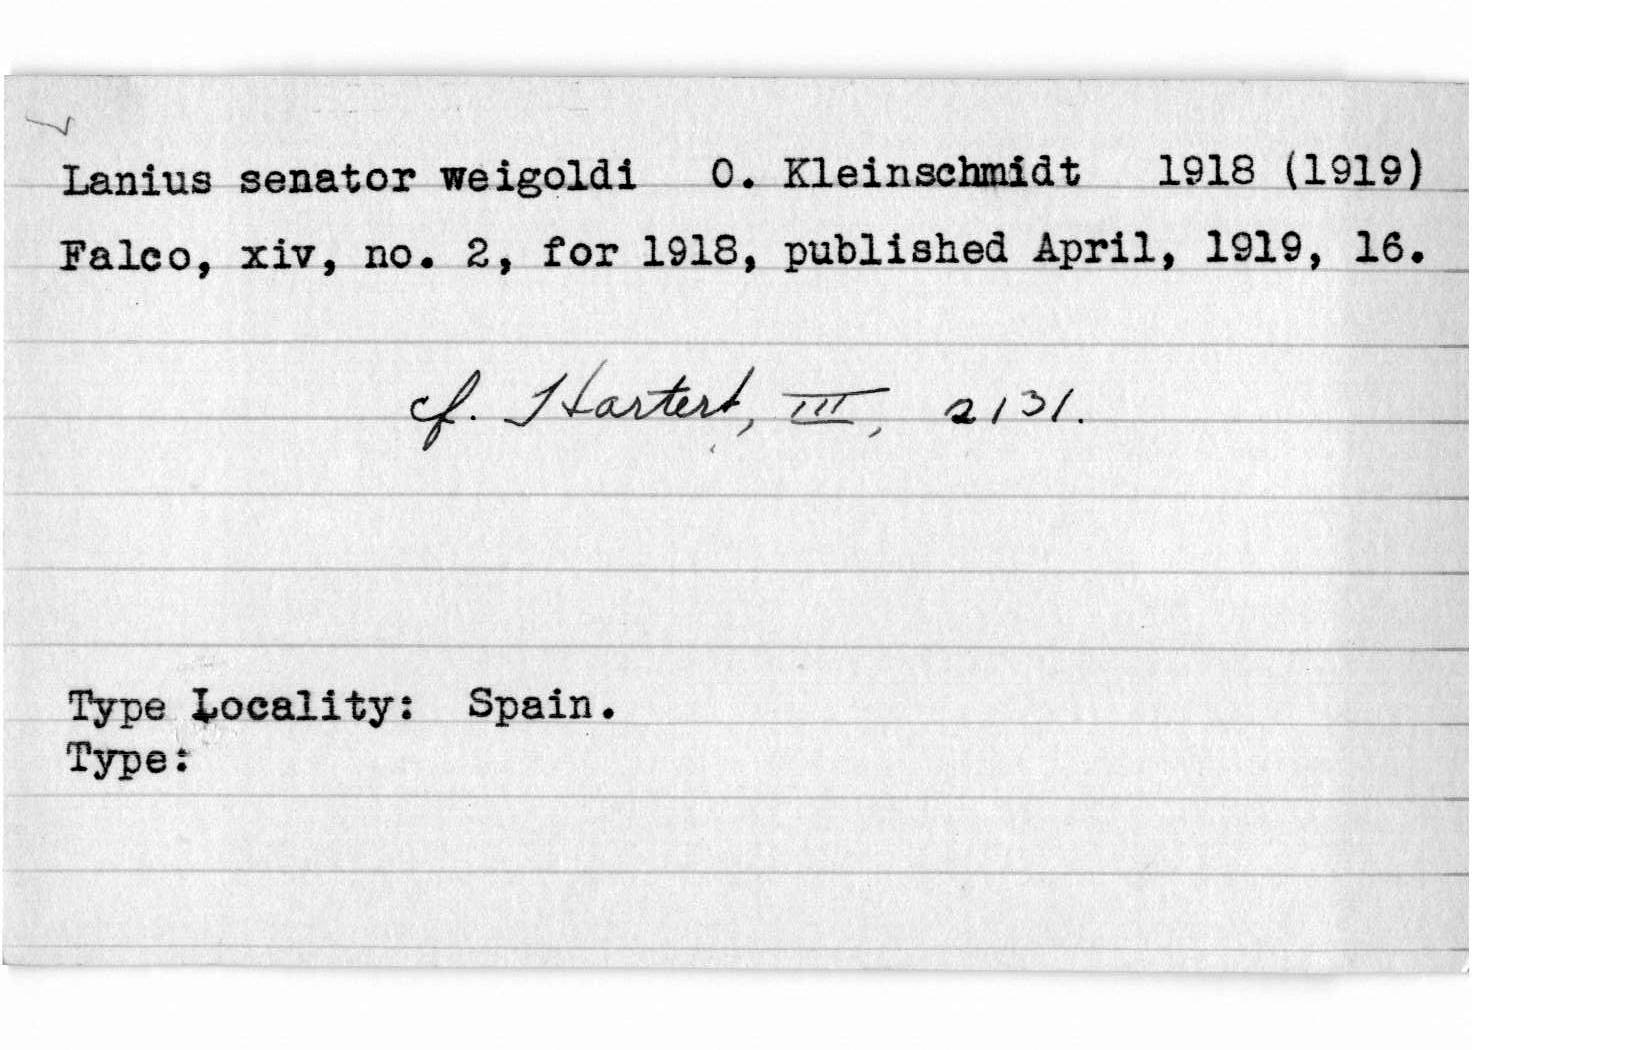 Lanius senator weigoldi O. Kleinschmidt 1918 (1919)
Falco, xiv, no. 2, for 1918, published April, 1919, 16.
cf. Hartert, III, 2131.
Type Locality: Spain.
Type: